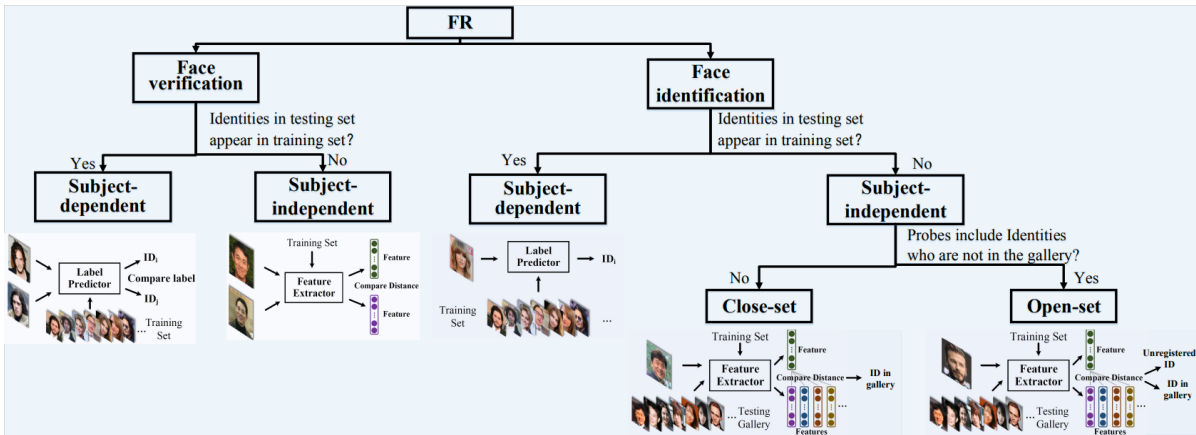 FR
Face
verification
Face
identification
Identities in testing set
appear in training set?
Identities in testing set
appear in training set?
Yes
No
Yes
No
Subject-
dependent
Subject-
independent
Subject-
dependent
Subject-
independent
Label
Predictor
IDi
Compare label
IDj
... Training
Set
Training Set
Feature
Extractor
Feature
Compare Distance
Feature
Label
Predictor
IDi
Training
Set
...
Probes include Identities
who are not in the gallery?
No
Yes
Close-set
Open-set
Training Set
Feature
Extractor
Feature
Compare Distance
ID in
gallery
... Testing
Gallery
...
Features
Training Set
Feature
Extractor
Feature
Compare Distance
Unregistered
ID
ID in
gallery
... Testing
Gallery
...
Features